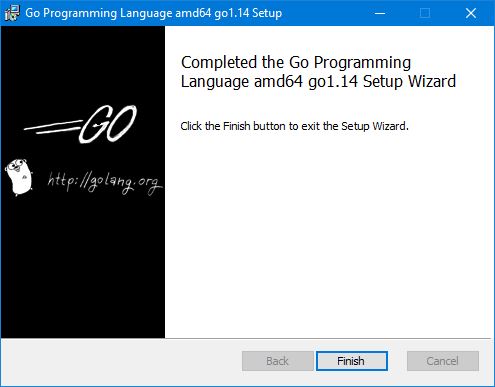 Go Programming Language amd64 go1.14 Setup
Completed the Go Programming
Language amd64 go1.14 Setup Wizard
Click the Finish button to exit the Setup Wizard.
GO
http://golang.org
Back
Finish
Cancel